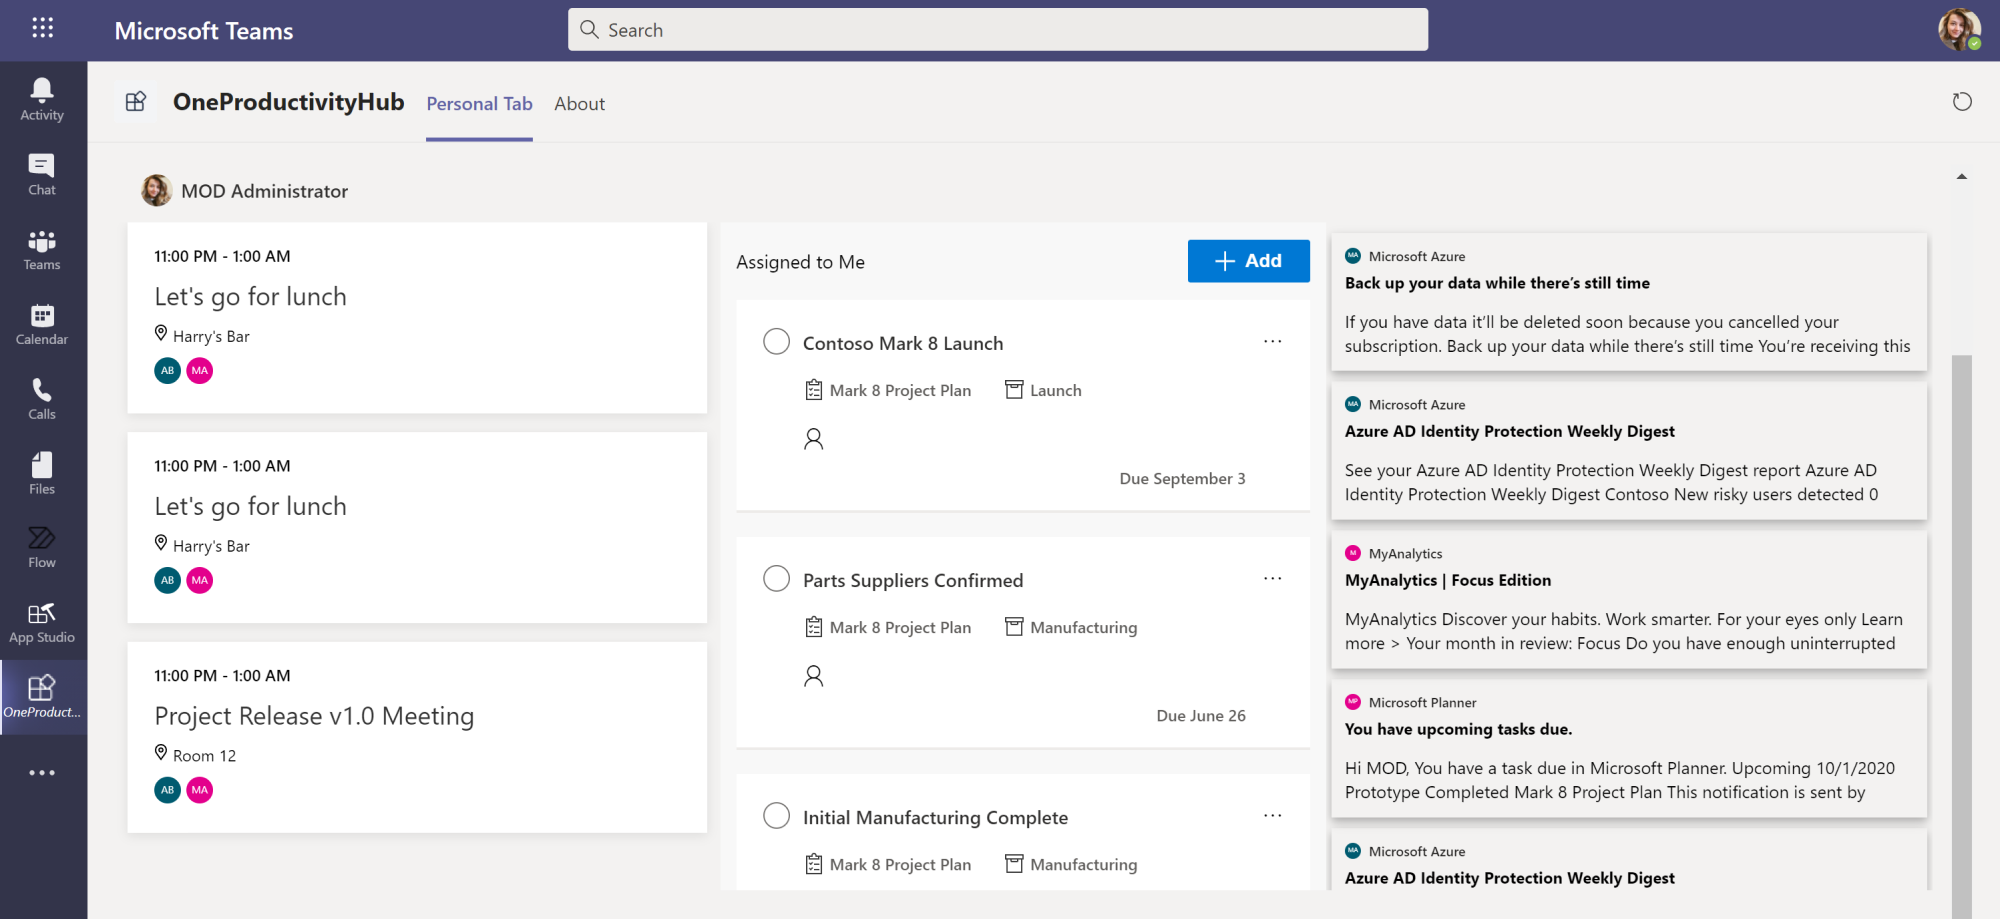 Microsoft Teams
Search
Activity
Chat
Teams
Calendar
Calls
Files
Flow
App Studio
OneProduct...
OneProductivityHub
Personal Tab
About
MOD Administrator
11:00 PM - 1:00 AM
Let's go for lunch
Harry's Bar
AB MA
11:00 PM - 1:00 AM
Let's go for lunch
Harry's Bar
AB MA
11:00 PM - 1:00 AM
Project Release v1.0 Meeting
Room 12
AB MA
Assigned to Me
Add
Contoso Mark 8 Launch
Mark 8 Project Plan Launch
Due September 3
Parts Suppliers Confirmed
Mark 8 Project Plan Manufacturing
Due June 26
Initial Manufacturing Complete
Mark 8 Project Plan Manufacturing
MA Microsoft Azure
Back up your data while there’s still time
If you have data it’ll be deleted soon because you cancelled your
subscription. Back up your data while there’s still time You’re receiving this
MA Microsoft Azure
Azure AD Identity Protection Weekly Digest
See your Azure AD Identity Protection Weekly Digest report Azure AD
Identity Protection Weekly Digest Contoso New risky users detected 0
M MyAnalytics
MyAnalytics | Focus Edition
MyAnalytics Discover your habits. Work smarter. For your eyes only Learn
more > Your month in review: Focus Do you have enough uninterrupted
MP Microsoft Planner
You have upcoming tasks due.
Hi MOD, You have a task due in Microsoft Planner. Upcoming 10/1/2020
Prototype Completed Mark 8 Project Plan This notification is sent by
MA Microsoft Azure
Azure AD Identity Protection Weekly Digest